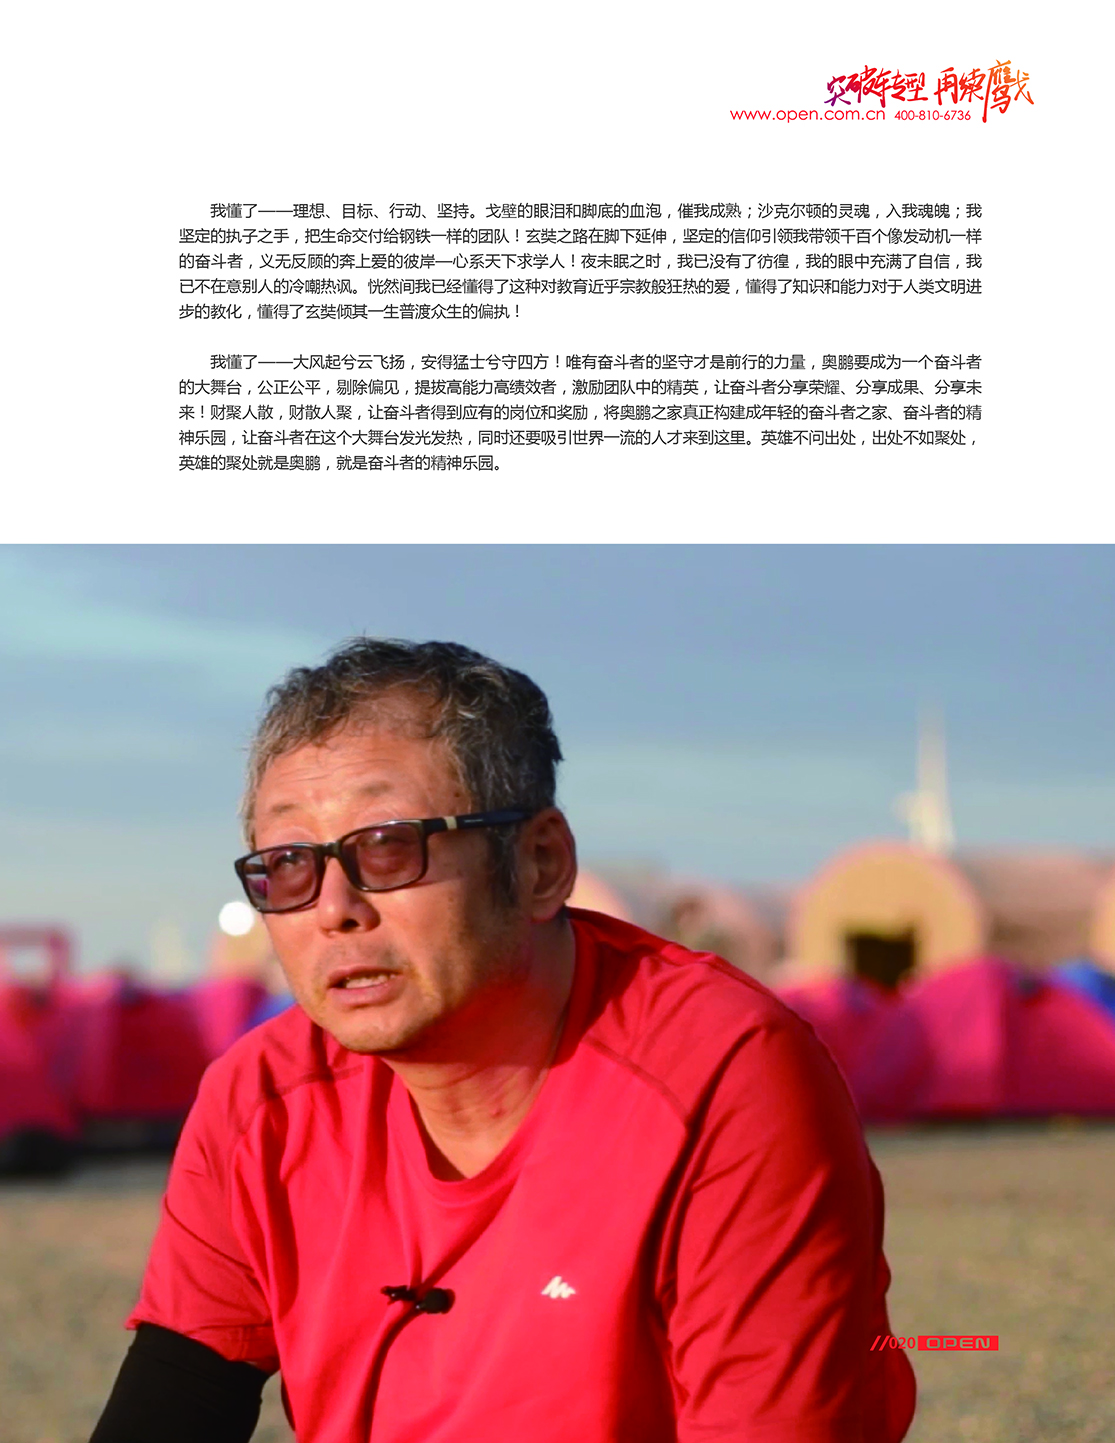 突破转型 再续鹰戈
www.open.com.cn 400-810-6736
我懂了——理想、目标、行动、坚持。戈壁的眼泪和脚底的血泡，催我成熟；沙克尔顿的灵魂，入我魂魄；我
坚定的执子之手，把生命交付给钢铁一样的团队！玄奘之路在脚下延伸，坚定的信仰引领我带领千百个像发动机一样
的奋斗者，义无反顾的奔上爱的彼岸—心系天下求学人！夜未眠之时，我已没有了彷徨，我的眼中充满了自信，我
已不在意别人的冷嘲热讽。恍然间我已经懂得了这种对教育近乎宗教般狂热的爱，懂得了知识和能力对于人类文明进
步的教化，懂得了玄奘倾其一生普渡众生的偏执！
我懂了——大风起兮云飞扬，安得猛士兮守四方！唯有奋斗者的坚守才是前行的力量，奥鹏要成为一个奋斗者
的大舞台，公正公平，剔除偏见，提拔高能力高绩效者，激励团队中的精英，让奋斗者分享荣耀、分享成果、分享未
来！财聚人散，财散人聚，让奋斗者得到应有的岗位和奖励，将奥鹏之家真正构建成年轻的奋斗者之家、奋斗者的精
神乐园，让奋斗者在这个大舞台发光发热，同时还要吸引世界一流的人才来到这里。英雄不问出处，出处不如聚处，
英雄的聚处就是奥鹏，就是奋斗者的精神乐园。
//020 OPEN